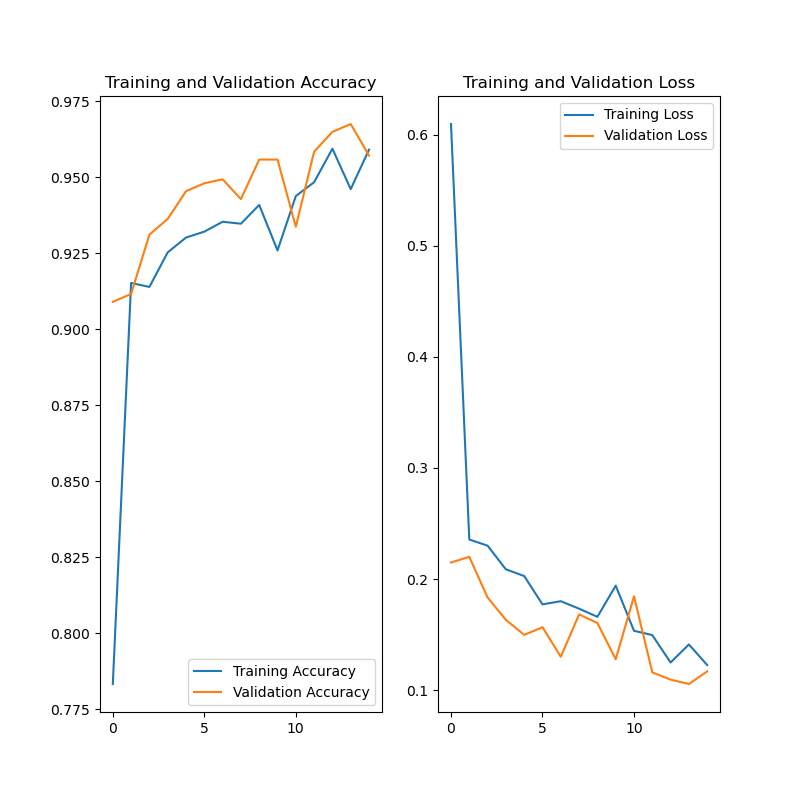 Training and Validation Accuracy
0.975
0.950
0.925
0.900
0.875
0.850
0.825
0.800
0.775
0 5 10
Training Accuracy
Validation Accuracy
Training and Validation Loss
0.6
0.5
0.4
0.3
0.2
0.1
0 5 10
Training Loss
Validation Loss